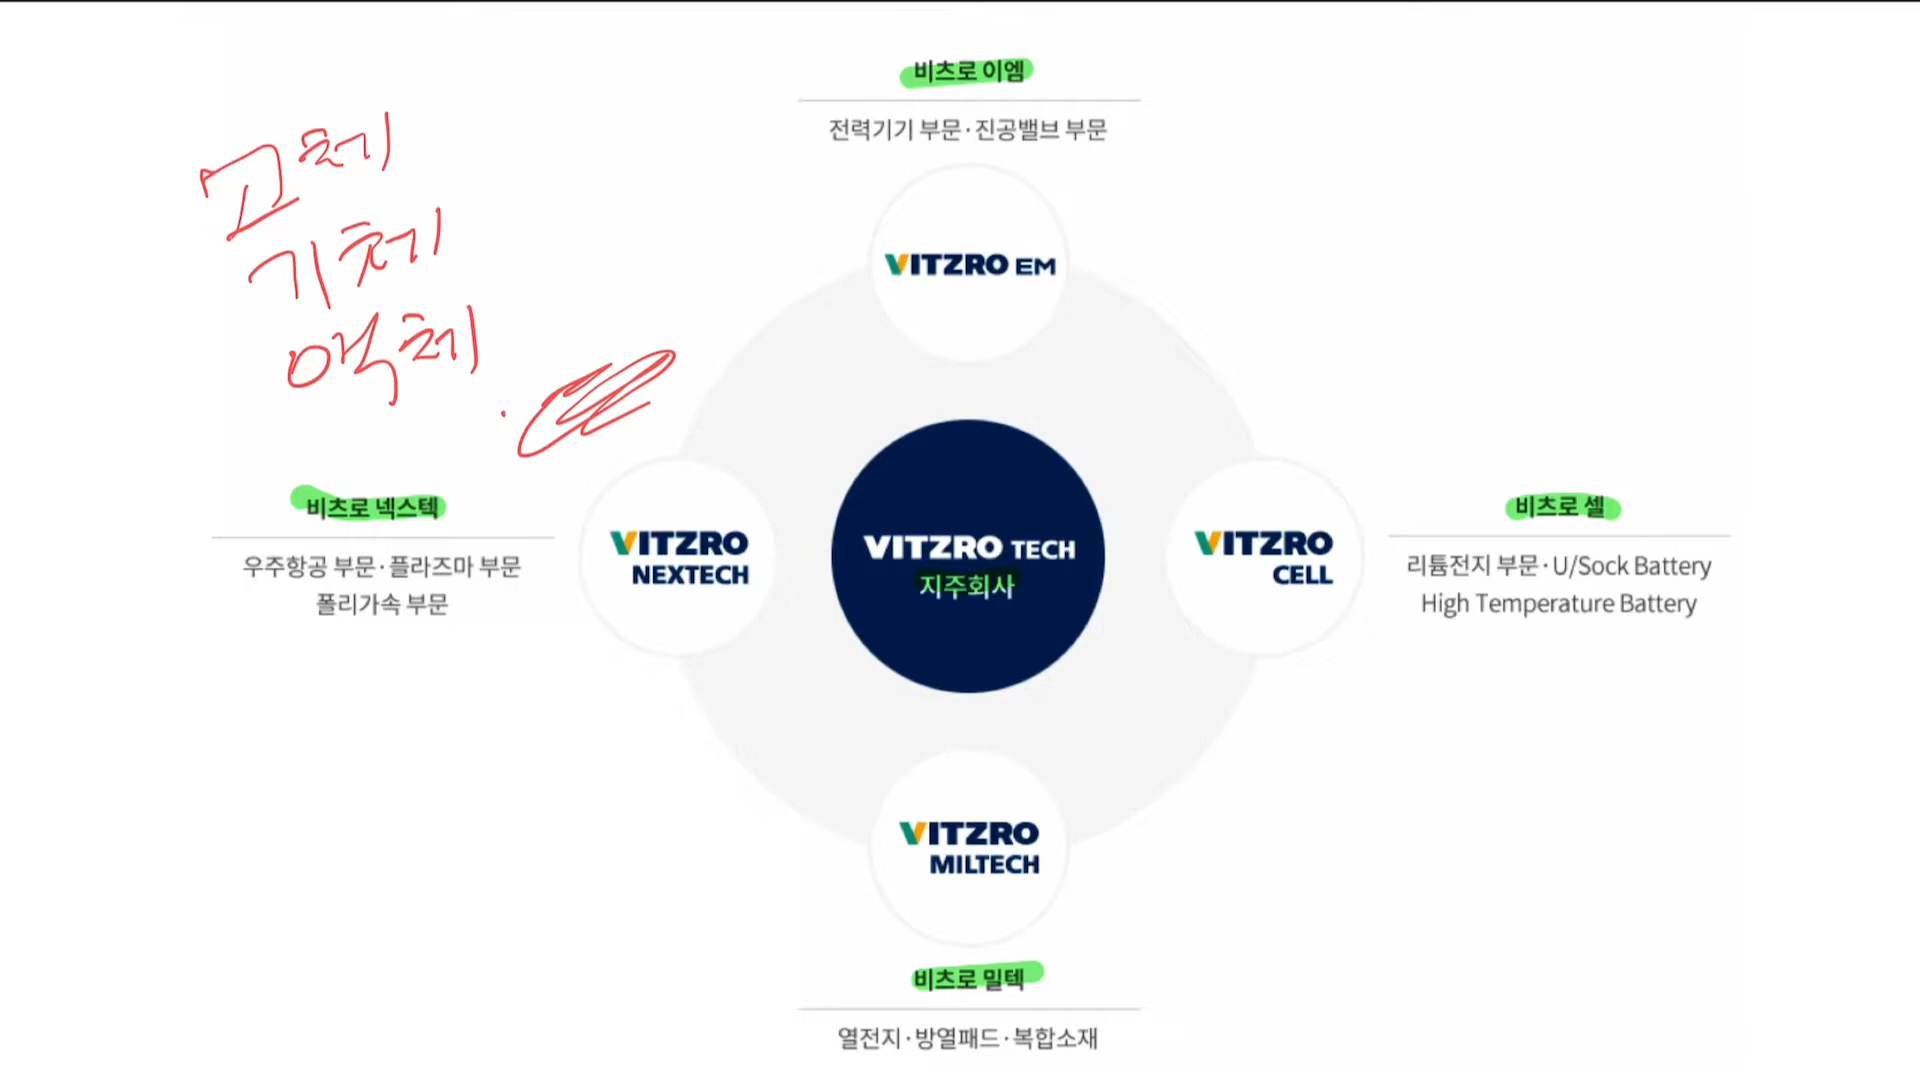 비츠로 이엠
전력기기 부문·진공밸브 부문
고체
기체
액체
VITZRO EM
비츠로 넥스텍
우주항공 부문·플라즈마 부문
폴리가속 부문
VITZRO
NEXTECH
VITZRO TECH
지주회사
VITZRO
CELL
비츠로 셀
리튬전지 부문·U/Sock Battery
High Temperature Battery
VITZRO
MILTECH
비츠로 밀텍
열전지·방열패드·복합소재